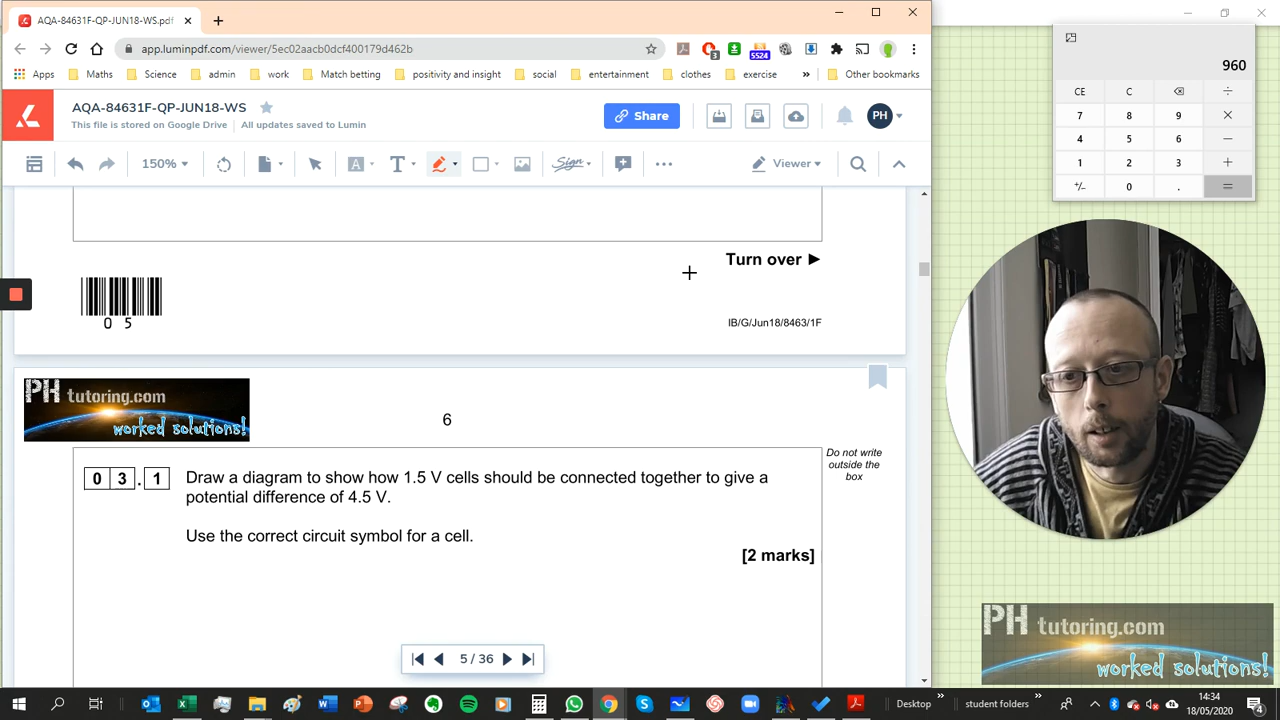 AQA-84631F-QP-JUN18-WS.pdf
app.luminpdf.com/viewer/5ec02aacb0dcf400179d462b
3
5524
Apps Maths Science admin work Match betting positivity and insight social entertainment clothes exercise » Other bookmarks
AQA-84631F-QP-JUN18-WS
This file is stored on Google Drive All updates saved to Lumin
Share
PH
150%
A
T
Sign
Viewer
960
CE C ÷
7 8 9 ×
4 5 6 −
1 2 3 +
+/- 0 . =
Turn over ►
0 5
IB/G/Jun18/8463/1F
PH tutoring.com
worked solutions!
6
Do not write
outside the
box
0 3 . 1 Draw a diagram to show how 1.5 V cells should be connected together to give a
potential difference of 4.5 V.
Use the correct circuit symbol for a cell.
[2 marks]
5 / 36
PH tutoring.com
worked solutions!
Desktop » student folders »
14:34
18/05/2020
4